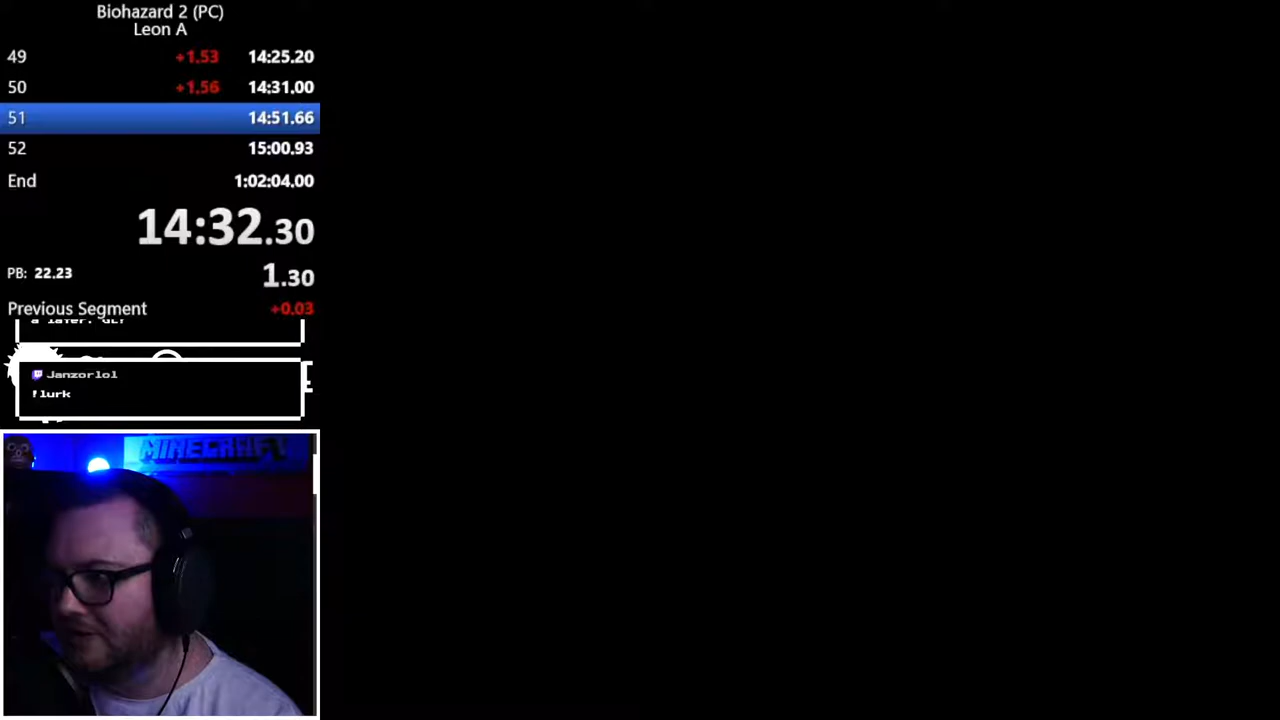 Biohazard 2 (PC)
Leon A
49 +1.53 14:25.20
50 +1.56 14:31.00
51 14:51.66
52 15:00.93
End 1:02:04.00
14:32.30
PB: 22.23 1.30
Previous Segment +0.03
Janzorlol
!lurk
MINECRAFT